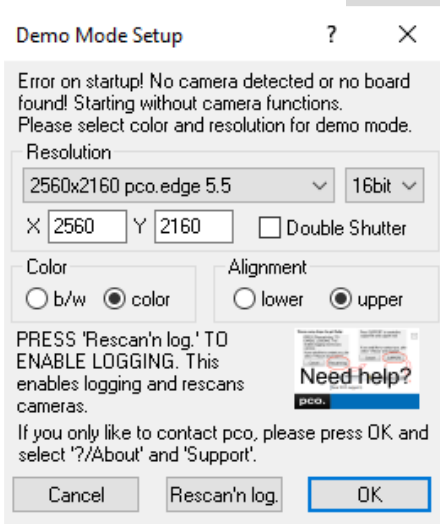 Demo Mode Setup ? ×
Error on startup! No camera detected or no board
found! Starting without camera functions.
Please select color and resolution for demo mode.
Resolution
2560x2160 pco.edge 5.5 16bit
X 2560 Y 2160 Double Shutter
Color Alignment
b/w color lower upper
PRESS 'Rescan'n log.' TO
ENABLE LOGGING. This
enables logging and rescans
cameras.
Need help?
pco.
If you only like to contact pco, please press OK and
select '?/About' and 'Support'.
Cancel Rescan'n log. OK